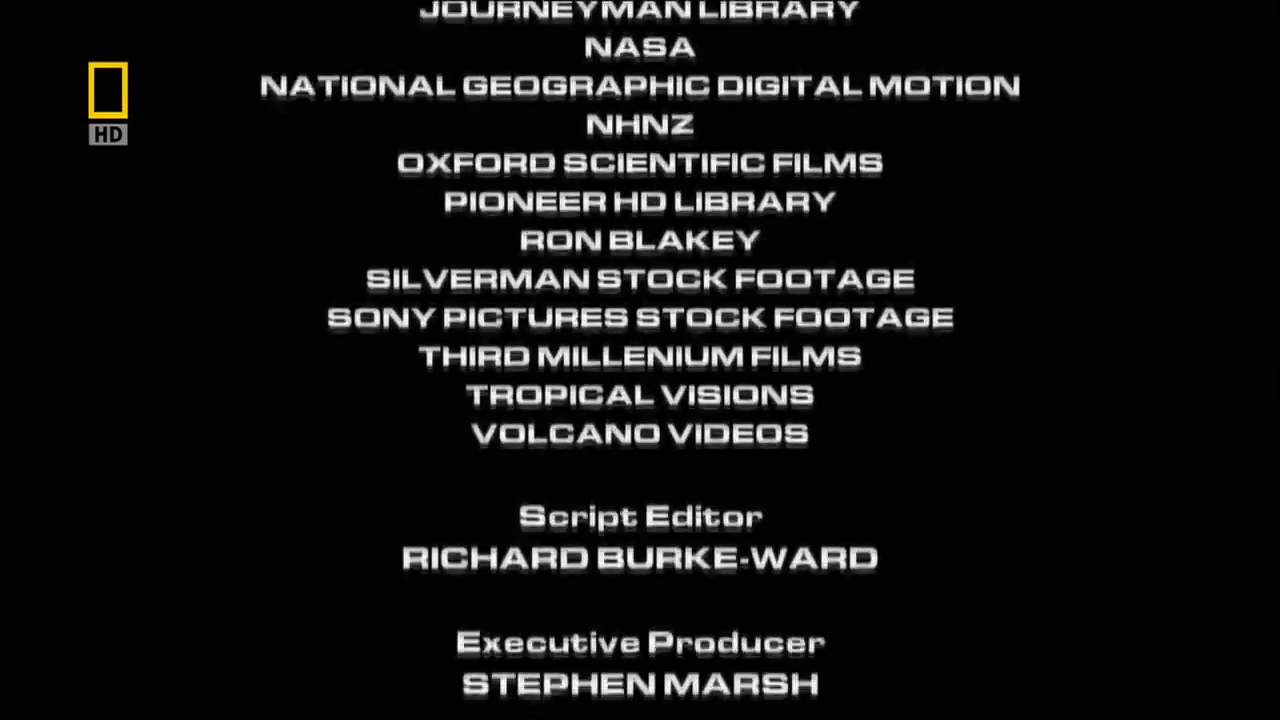 JOURNEYMAN LIBRARY
NASA
NATIONAL GEOGRAPHIC DIGITAL MOTION
HD
NHNZ
OXFORD SCIENTIFIC FILMS
PIONEER HD LIBRARY
RON BLAKEY
SILVERMAN STOCK FOOTAGE
SONY PICTURES STOCK FOOTAGE
THIRD MILLENIUM FILMS
TROPICAL VISIONS
VOLCANO VIDEOS
Script Editor
RICHARD BURKE-WARD
Executive Producer
STEPHEN MARSH